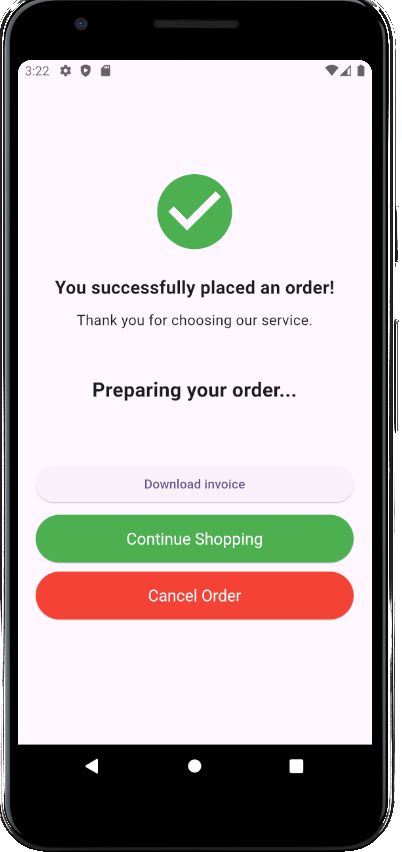 3:22
You successfully placed an order!
Thank you for choosing our service.
Preparing your order...
Download invoice
Continue Shopping
Cancel Order